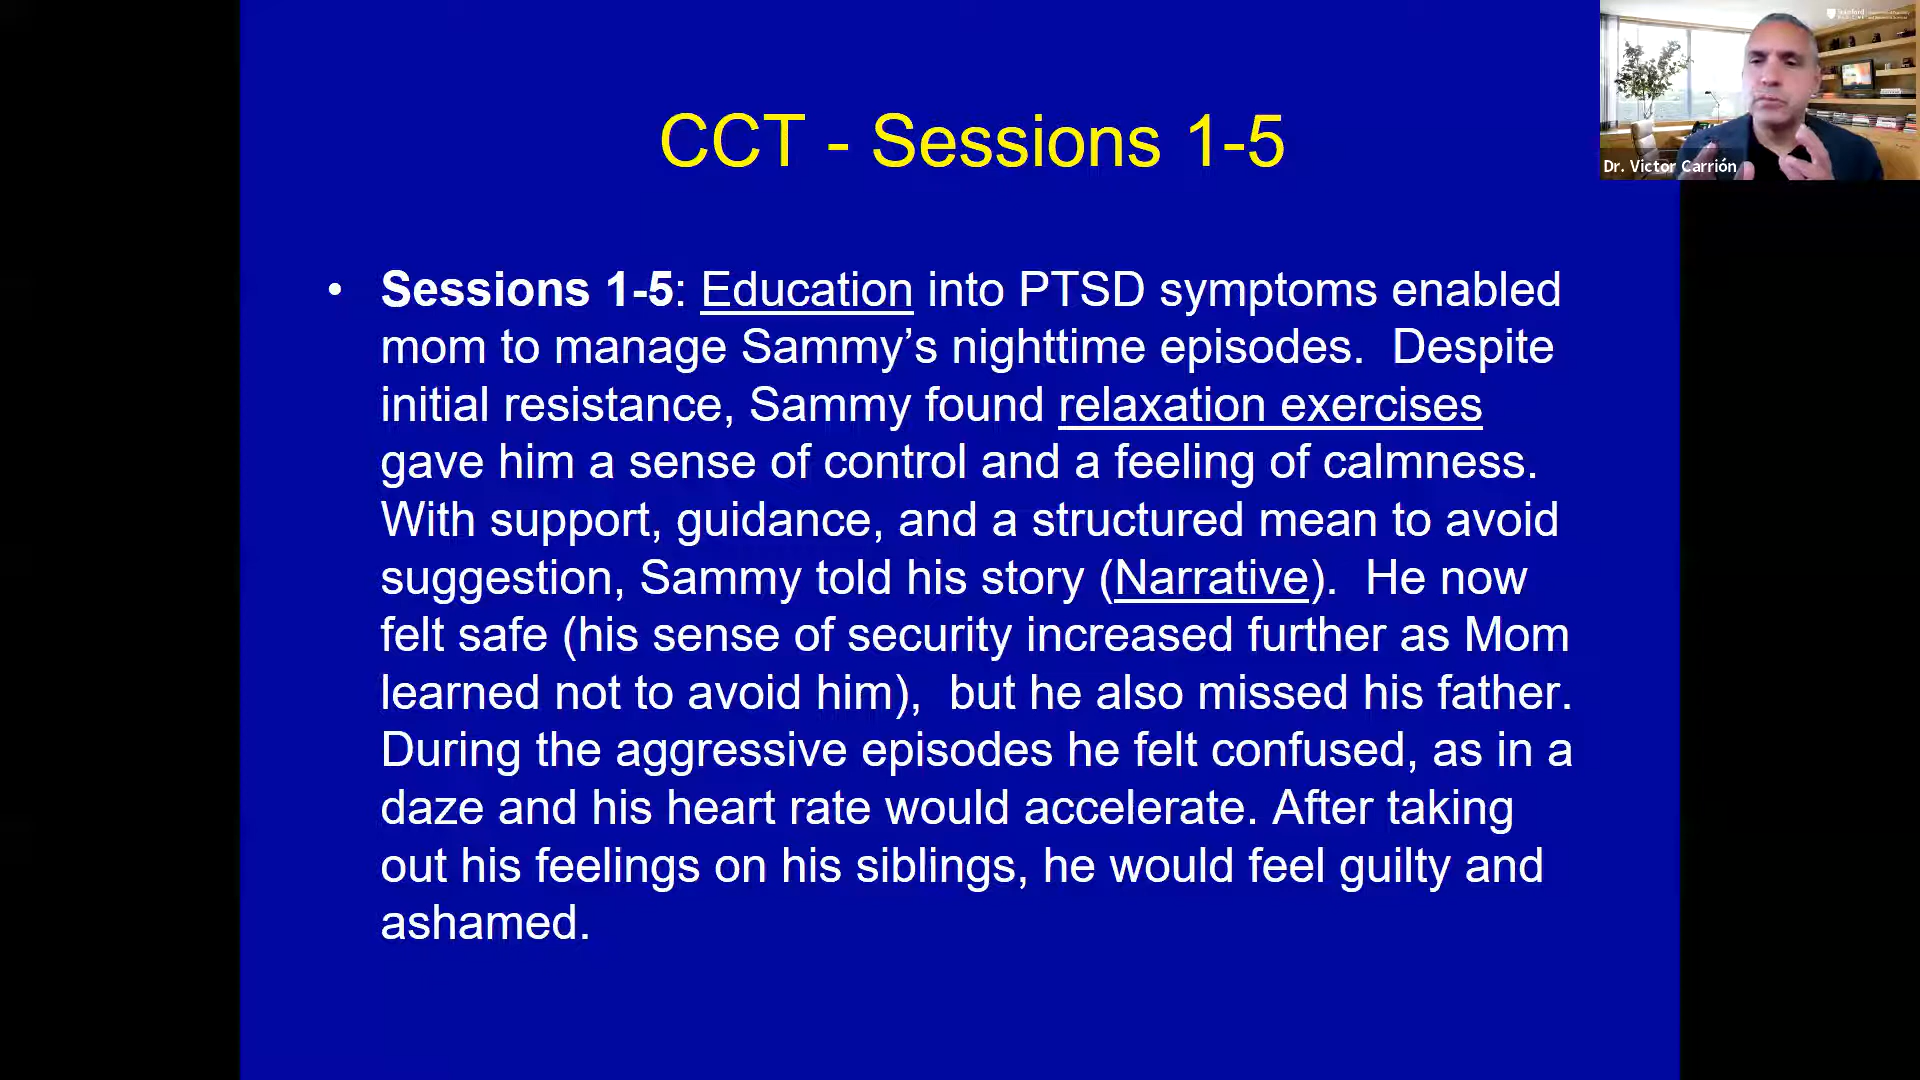 CCT - Sessions 1-5
• Sessions 1-5: Education into PTSD symptoms enabled
mom to manage Sammy’s nighttime episodes.  Despite
initial resistance, Sammy found relaxation exercises
gave him a sense of control and a feeling of calmness.
With support, guidance, and a structured mean to avoid
suggestion, Sammy told his story (Narrative).  He now
felt safe (his sense of security increased further as Mom
learned not to avoid him),  but he also missed his father.
During the aggressive episodes he felt confused, as in a
daze and his heart rate would accelerate. After taking
out his feelings on his siblings, he would feel guilty and
ashamed.
Stanford
Dr. Victor Carrión